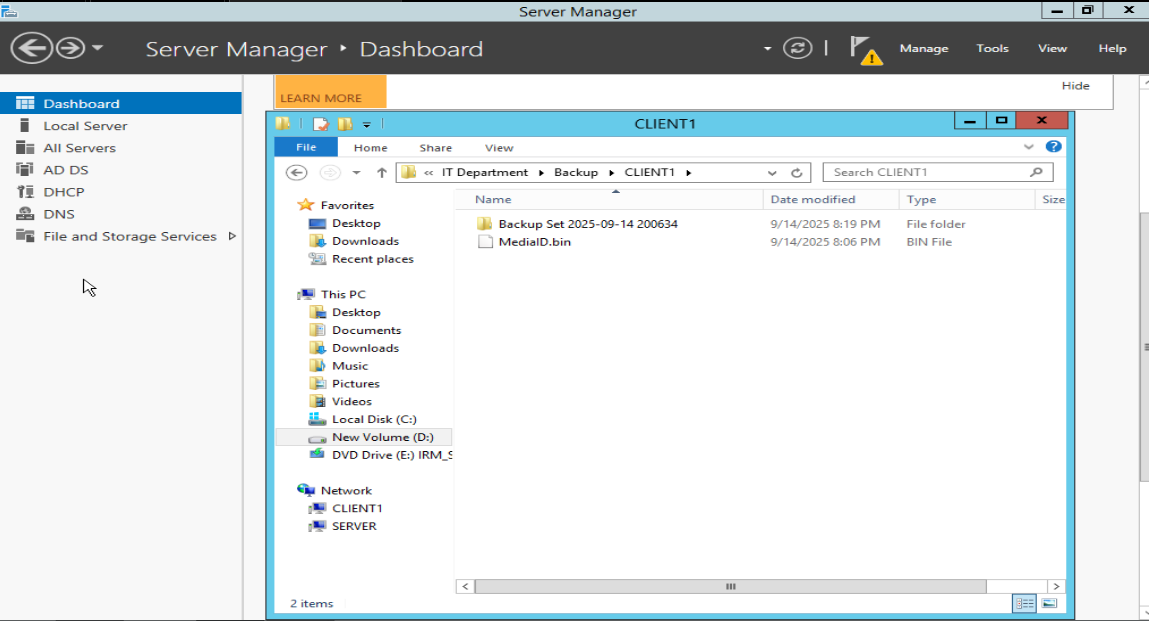 Server Manager
Server Manager ‣ Dashboard
Manage Tools View Help
Dashboard
Local Server
All Servers
AD DS
DHCP
DNS
File and Storage Services
LEARN MORE
Hide
CLIENT1
File Home Share View
« IT Department ▸ Backup ▸ CLIENT1 ▸
Search CLIENT1
Favorites
Desktop
Downloads
Recent places
This PC
Desktop
Documents
Downloads
Music
Pictures
Videos
Local Disk (C:)
New Volume (D:)
DVD Drive (E:) IRM_S
Network
CLIENT1
SERVER
Name Date modified Type Size
Backup Set 2025-09-14 200634 9/14/2025 8:19 PM File folder
MediaID.bin 9/14/2025 8:06 PM BIN File
2 items